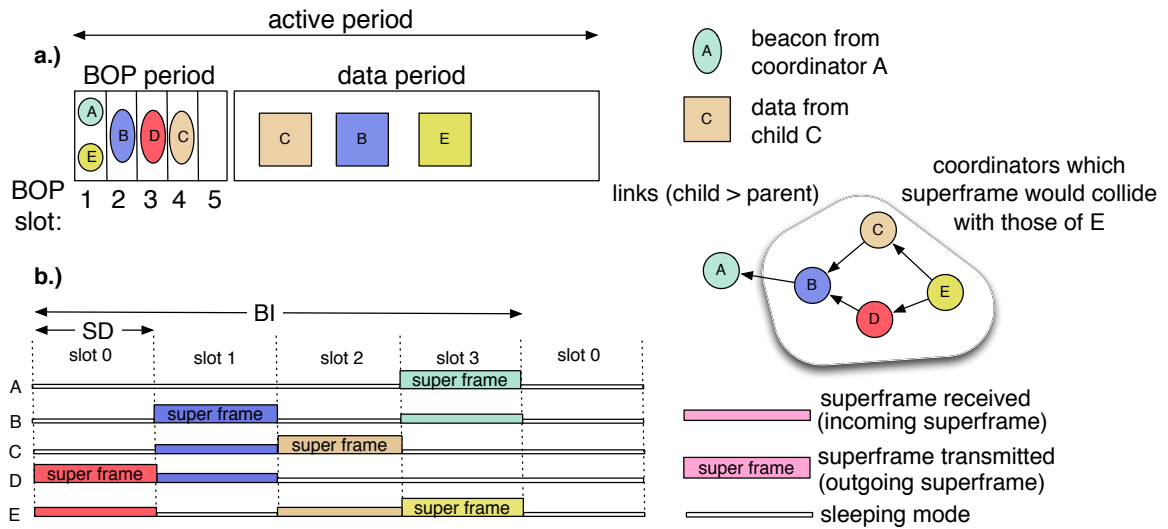 active period
a.)
BOP period
data period
A
E
B
D
C
C
B
E
BOP
slot:
1 2 3 4 5
A
beacon from
coordinator A
C
data from
child C
links (child > parent)
coordinators which
superframe would collide
with those of E
A
B
C
D
E
b.)
BI
SD
slot 0 slot 1 slot 2 slot 3 slot 0
A super frame
B super frame
C super frame
D super frame
E super frame
superframe received
(incoming superframe)
super frame
superframe transmitted
(outgoing superframe)
sleeping mode